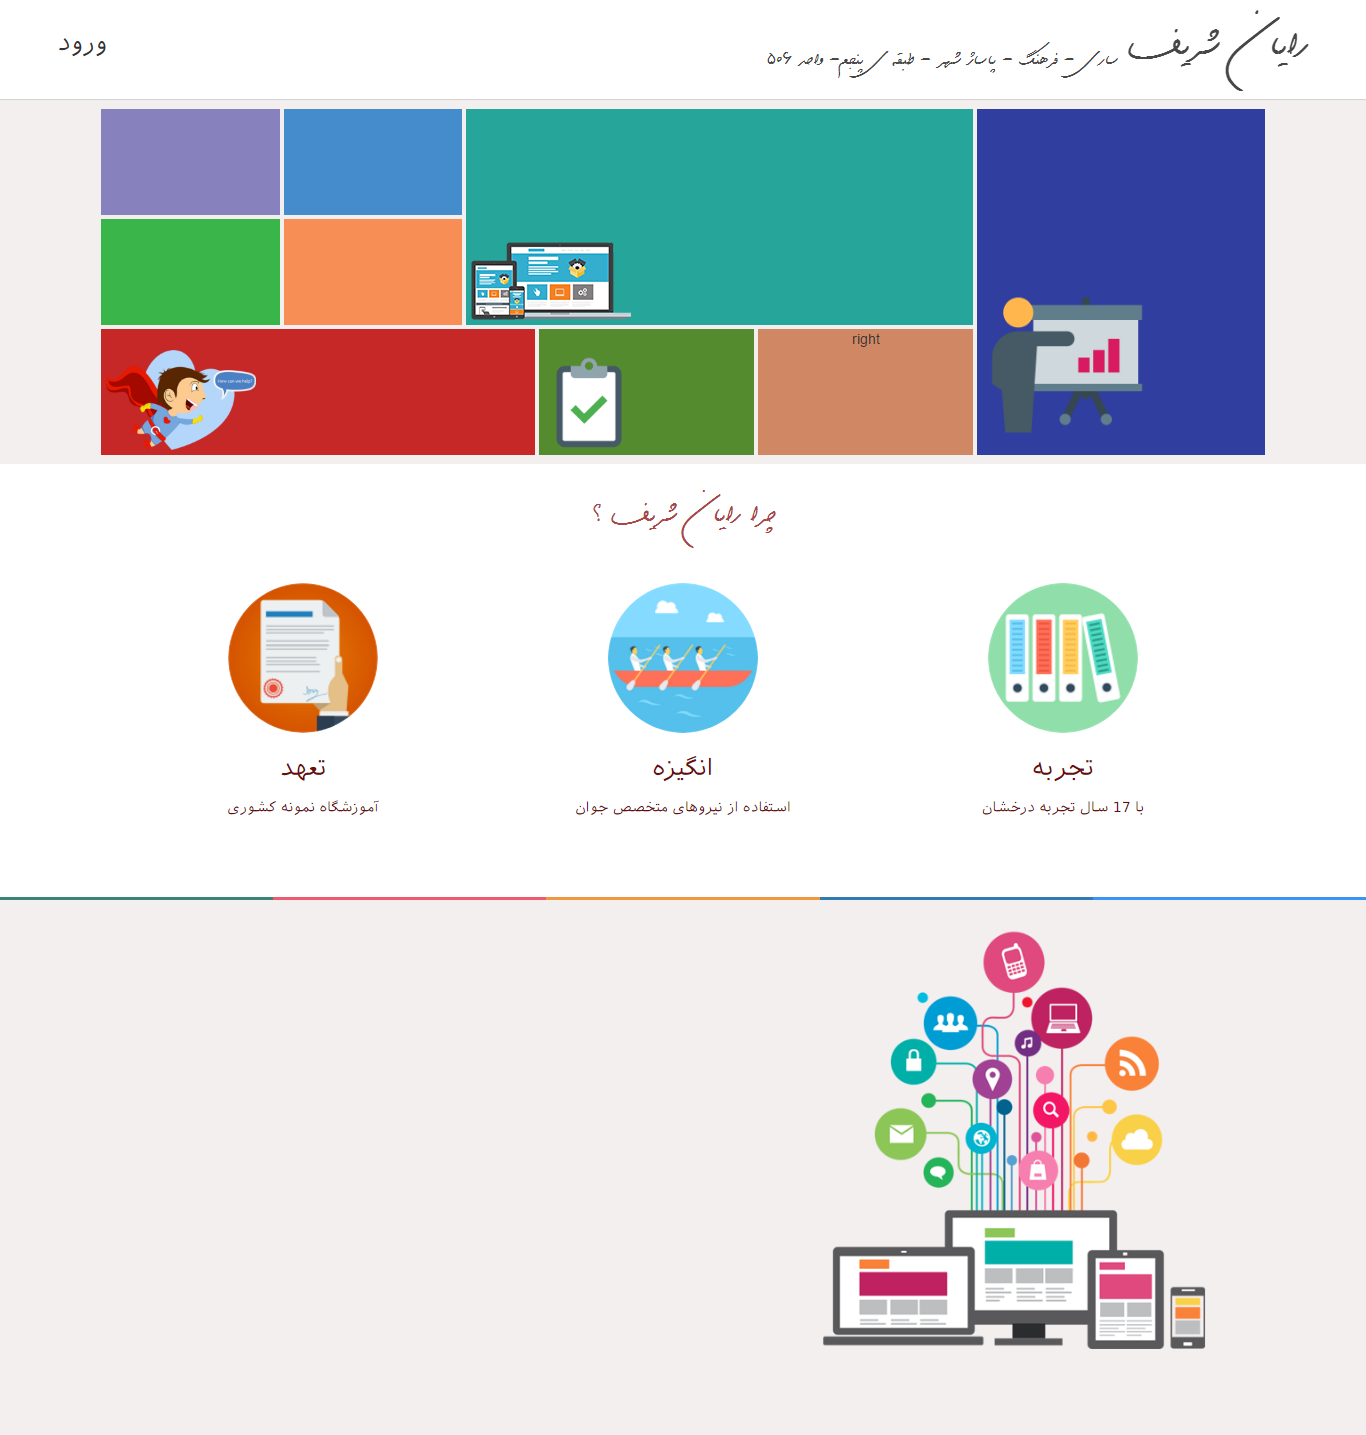 رایان شریف ساری - فرهنگ - پاساژ شهر - طبقه ی پنجم - واحد ۵۰۶
ورود
How can we help?
right
چرا رایان شریف ؟
تجربه
با 17 سال تجربه درخشان
انگیزه
استفاده از نیروهای متخصص جوان
تعهد
آموزشگاه نمونه کشوری